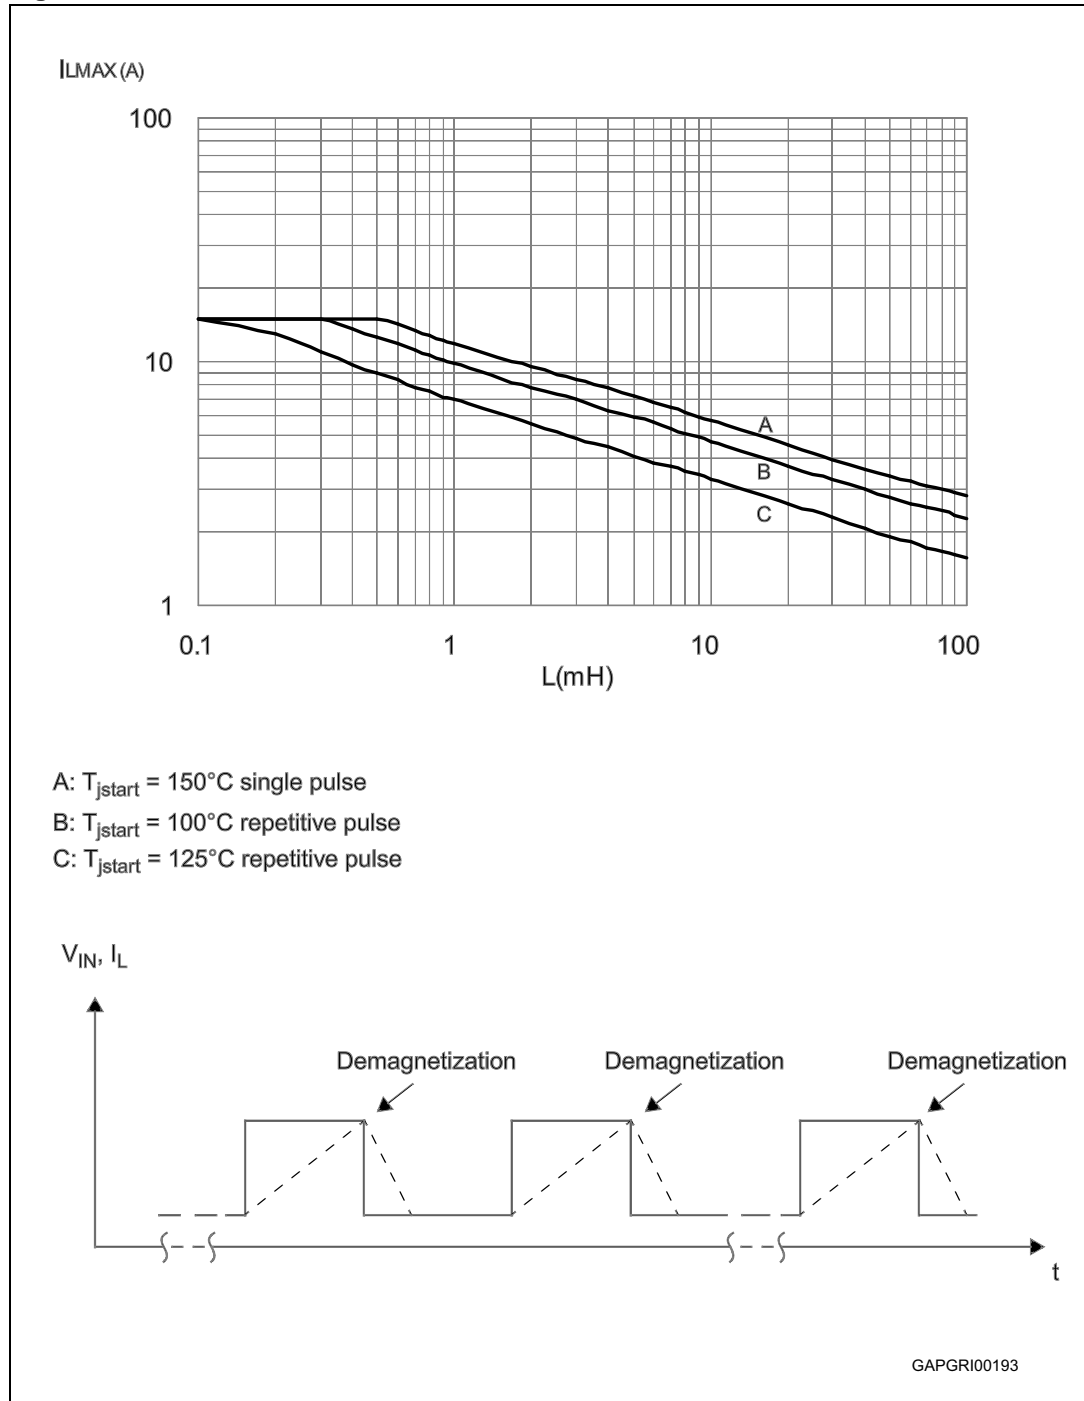 ILMAX (A)
100
10
1
A
B
C
0.1 1 10 100
L(mH)
A: Tjstart = 150°C single pulse
B: Tjstart = 100°C repetitive pulse
C: Tjstart = 125°C repetitive pulse
VIN, IL
Demagnetization Demagnetization Demagnetization
t
GAPGRI00193